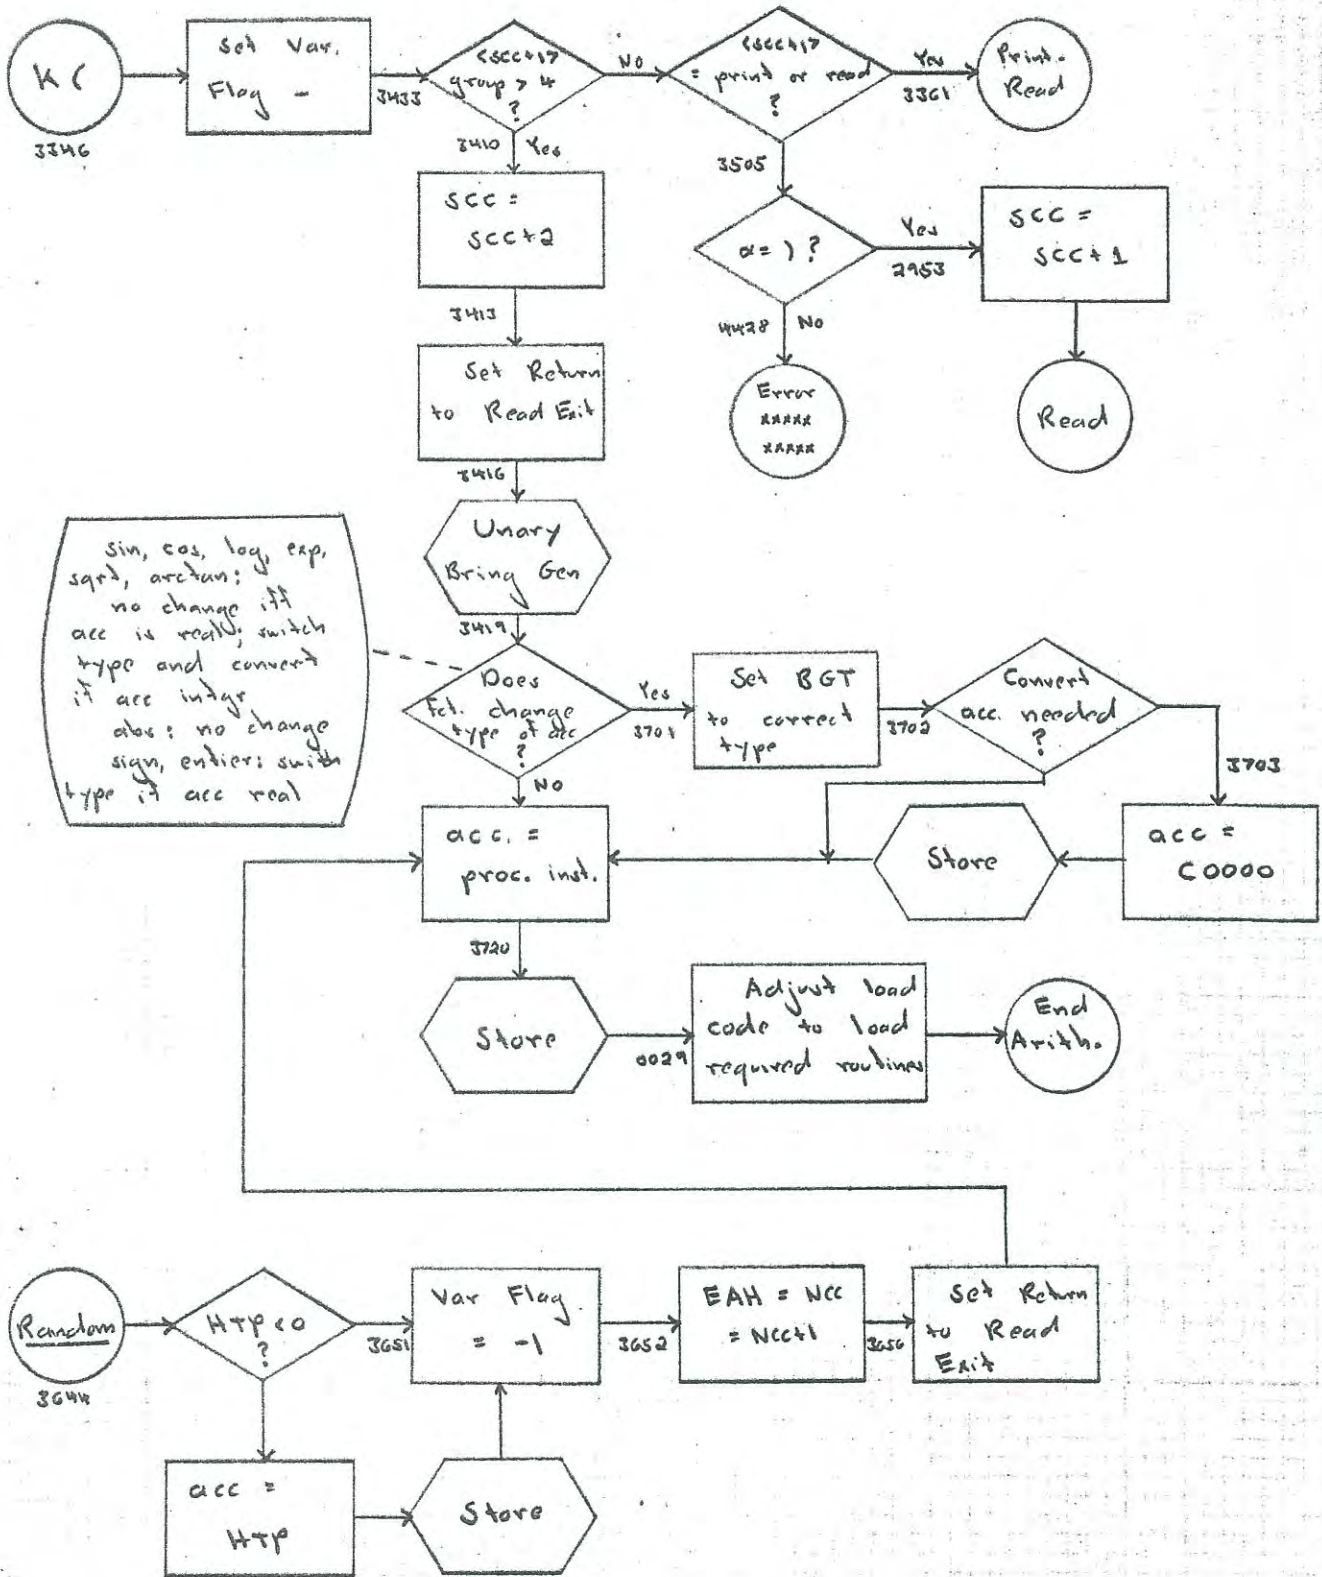 K (
3346
Set Var.
Flag -
3433
<scc+1>
group > 4
?
No
<scc+1>
= print or read
?
Yes
3361
Print.
Read
3410
Yes
SCC =
SCC+2
3413
Set Return
to Read Exit
3416
3505
α = ) ?
Yes
2953
SCC =
SCC+1
Read
4428
No
Error
xxxxx
xxxxx
Unary
Bring Gen
3419
sin, cos, log, exp,
sqrt, arctan:
no change iff
acc is real; switch
type and convert
if acc intgr
abs: no change
sign, entier: swith
type if acc real
Does
Fct. change
type of acc
?
Yes
3701
Set BGT
to correct
type
3702
Convert
acc. needed
?
3703
acc =
C0000
Store
No
acc. =
proc. inst.
3720
Store
0029
Adjust load
code to load
required routines
End
Arith.
Random
3644
HTP<0
?
3651
Var Flag
= -1
3652
EAH = NCC
= NCC+1
3656
Set Return
to Read
Exit
acc =
HTP
Store